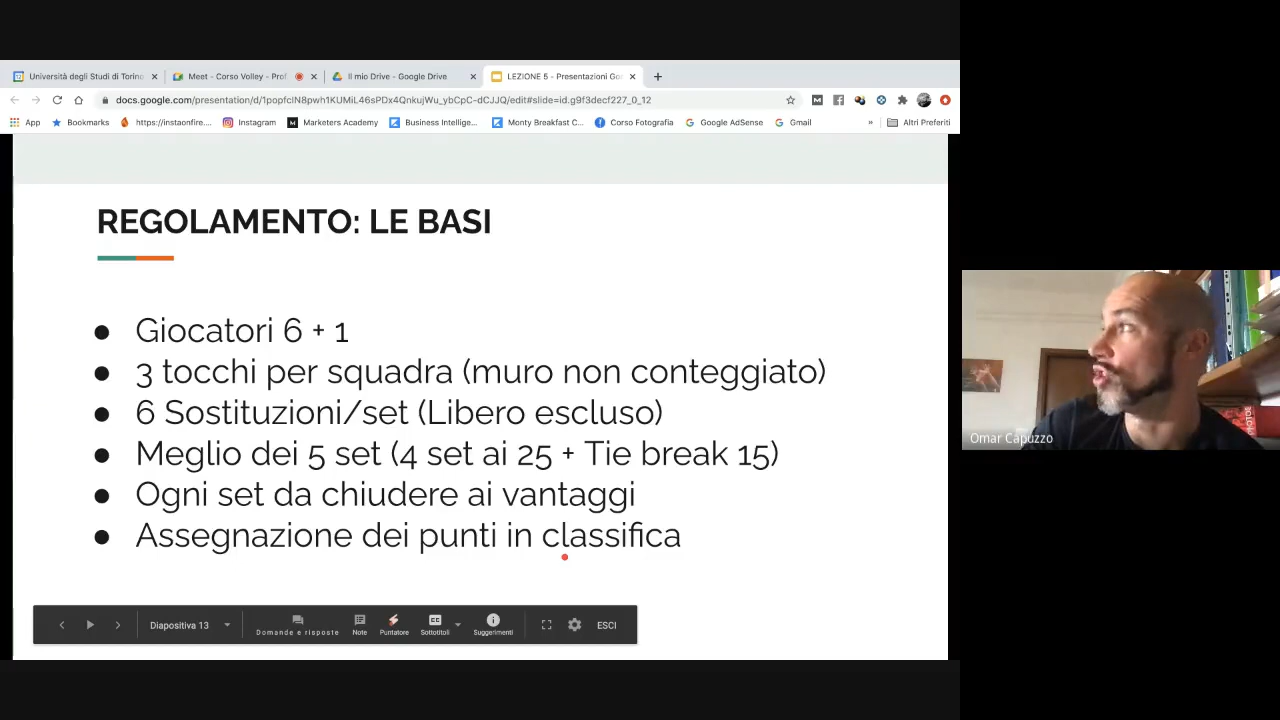 Università degli Studi di Torino
Meet - Corso Volley - Prof
Il mio Drive - Google Drive
LEZIONE 5 - Presentazioni Goo
docs.google.com/presentation/d/1popfclN8pwh1KUMiL46sPDx4QnkujWu_ybCpC-dCJJQ/edit#slide=id.g9f3decf227_0_12
App
Bookmarks
https://instaonfire....
Instagram
Marketers Academy
Business Intellige...
Monty Breakfast C...
Corso Fotografia
Google AdSense
Gmail
»
Altri Preferiti
REGOLAMENTO: LE BASI
● Giocatori 6 + 1
● 3 tocchi per squadra (muro non conteggiato)
● 6 Sostituzioni/set (Libero escluso)
● Meglio dei 5 set (4 set ai 25 + Tie break 15)
● Ogni set da chiudere ai vantaggi
● Assegnazione dei punti in classifica
Diapositiva 13
Domande e risposte
Note
Puntatore
Sottotitoli
Suggerimenti
ESCI
Omar Capuzzo